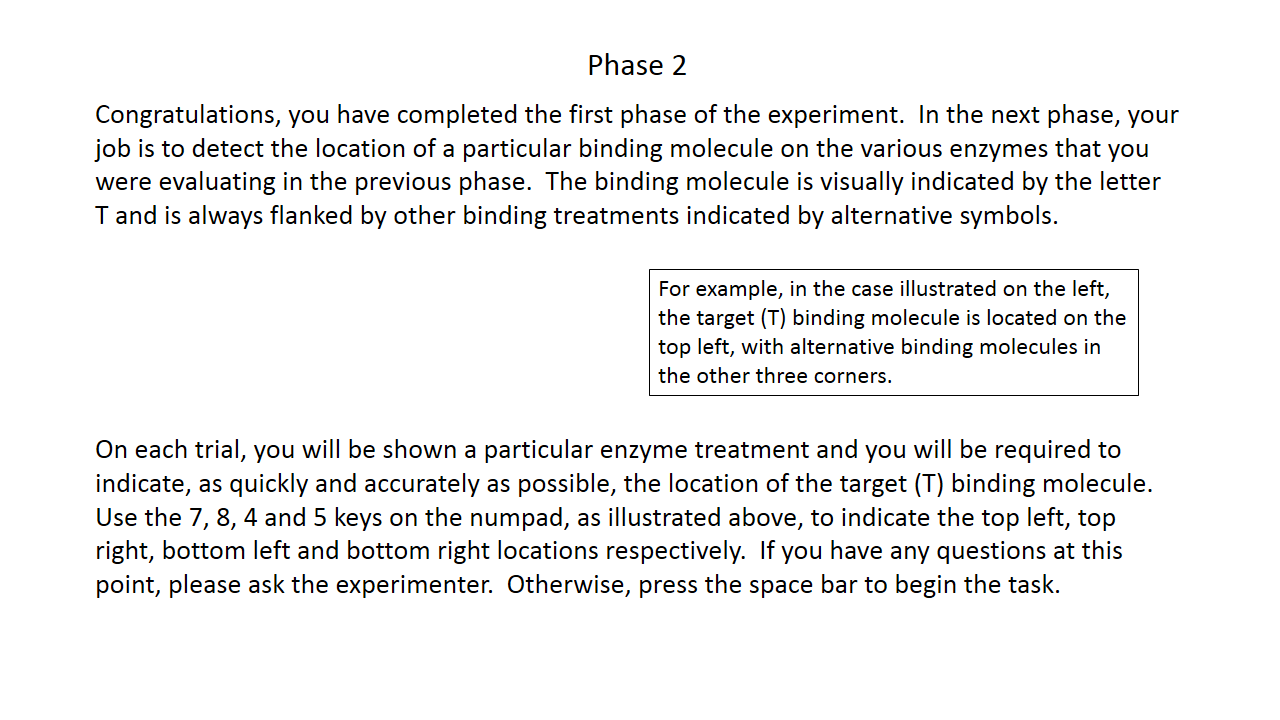 Phase 2
Congratulations, you have completed the first phase of the experiment.  In the next phase, your
job is to detect the location of a particular binding molecule on the various enzymes that you
were evaluating in the previous phase.  The binding molecule is visually indicated by the letter
T and is always flanked by other binding treatments indicated by alternative symbols.
For example, in the case illustrated on the left,
the target (T) binding molecule is located on the
top left, with alternative binding molecules in
the other three corners.
On each trial, you will be shown a particular enzyme treatment and you will be required to
indicate, as quickly and accurately as possible, the location of the target (T) binding molecule.
Use the 7, 8, 4 and 5 keys on the numpad, as illustrated above, to indicate the top left, top
right, bottom left and bottom right locations respectively.  If you have any questions at this
point, please ask the experimenter.  Otherwise, press the space bar to begin the task.